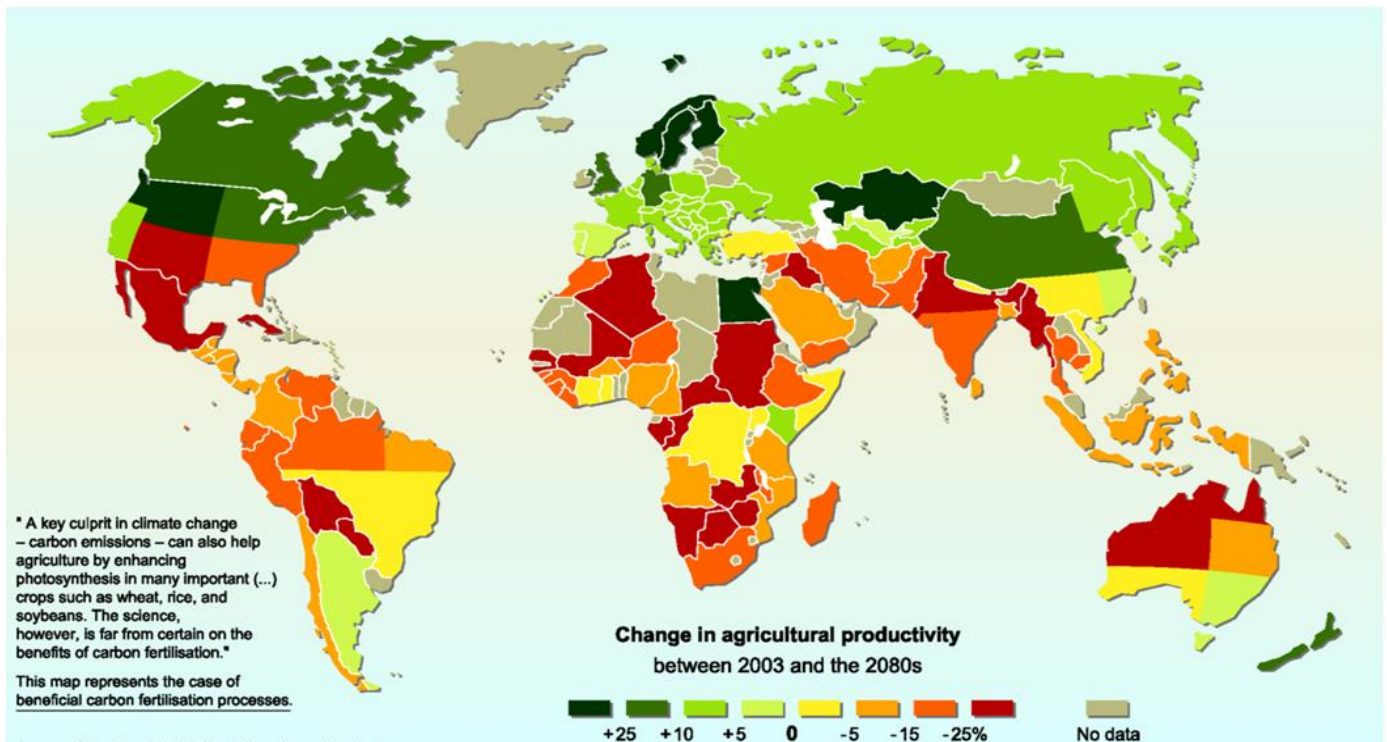 " A key culprit in climate change
– carbon emissions – can also help
agriculture by enhancing
photosynthesis in many important (...)
crops such as wheat, rice, and
soybeans. The science,
however, is far from certain on the
benefits of carbon fertilisation."
This map represents the case of
beneficial carbon fertilisation processes.
Change in agricultural productivity
between 2003 and the 2080s
+25 +10 +5 0 -5 -15 -25%
No data